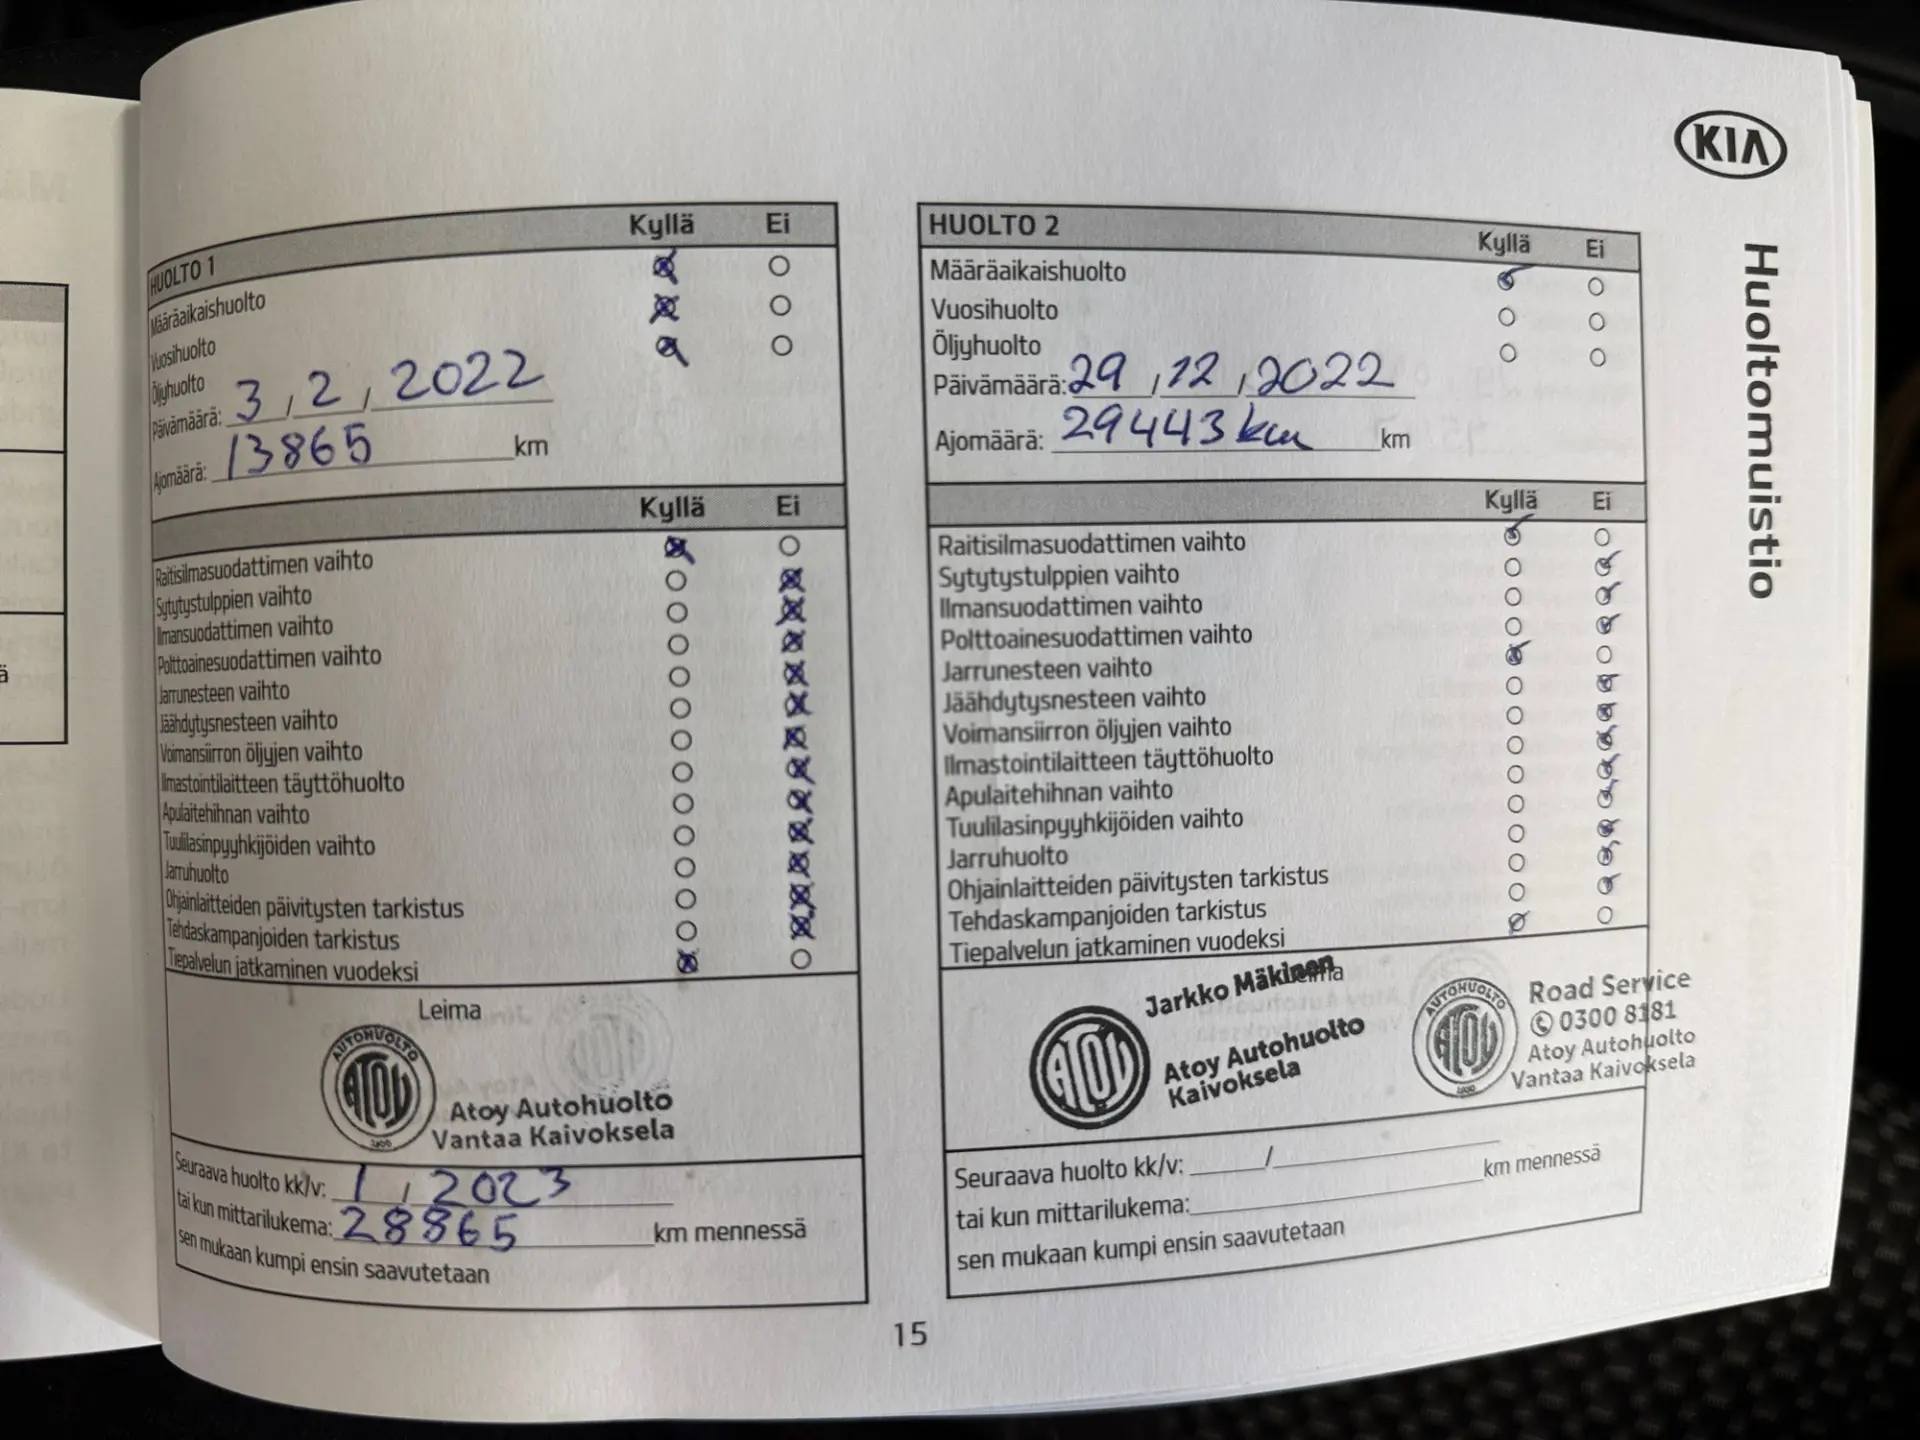 KIA
Huoltomuistio
HUOLTO 1 Kyllä Ei
Määräaikaishuolto
Vuosihuolto
Öljyhuolto
Päivämäärä: 3 / 2 / 2022
Ajomäärä: 13865 km
Kyllä Ei
Raitisilmasuodattimen vaihto
Sytytystulppien vaihto
Ilmansuodattimen vaihto
Polttoainesuodattimen vaihto
Jarrunesteen vaihto
Jäähdytysnesteen vaihto
Voimansiirron öljyjen vaihto
Ilmastointilaitteen täyttöhuolto
Apulaitehihnan vaihto
Tuulilasinpyyhkijöiden vaihto
Jarruhuolto
Ohjainlaitteiden päivitysten tarkistus
Tehdaskampanjoiden tarkistus
Tiepalvelun jatkaminen vuodeksi
Leima
AUTOHUOLTO
ATOY
1900
Atoy Autohuolto
Vantaa Kaivoksela
Seuraava huolto kk/v: 1 / 2023
tai kun mittarilukema: 28865 km mennessä
sen mukaan kumpi ensin saavutetaan
HUOLTO 2 Kyllä Ei
Määräaikaishuolto
Vuosihuolto
Öljyhuolto
Päivämäärä: 29 / 12 / 2022
Ajomäärä: 29443 km km
Kyllä Ei
Raitisilmasuodattimen vaihto
Sytytystulppien vaihto
Ilmansuodattimen vaihto
Polttoainesuodattimen vaihto
Jarrunesteen vaihto
Jäähdytysnesteen vaihto
Voimansiirron öljyjen vaihto
Ilmastointilaitteen täyttöhuolto
Apulaitehihnan vaihto
Tuulilasinpyyhkijöiden vaihto
Jarruhuolto
Ohjainlaitteiden päivitysten tarkistus
Tehdaskampanjoiden tarkistus
Tiepalvelun jatkaminen vuodeksi
Leima
Jarkko Mäkinen
ATOY
Atoy Autohuolto
Kaivoksela
AUTOHUOLTO
ATOY
1900
Road Service
0300 8181
Atoy Autohuolto
Vantaa Kaivoksela
Seuraava huolto kk/v: /
tai kun mittarilukema: km mennessä
sen mukaan kumpi ensin saavutetaan
15